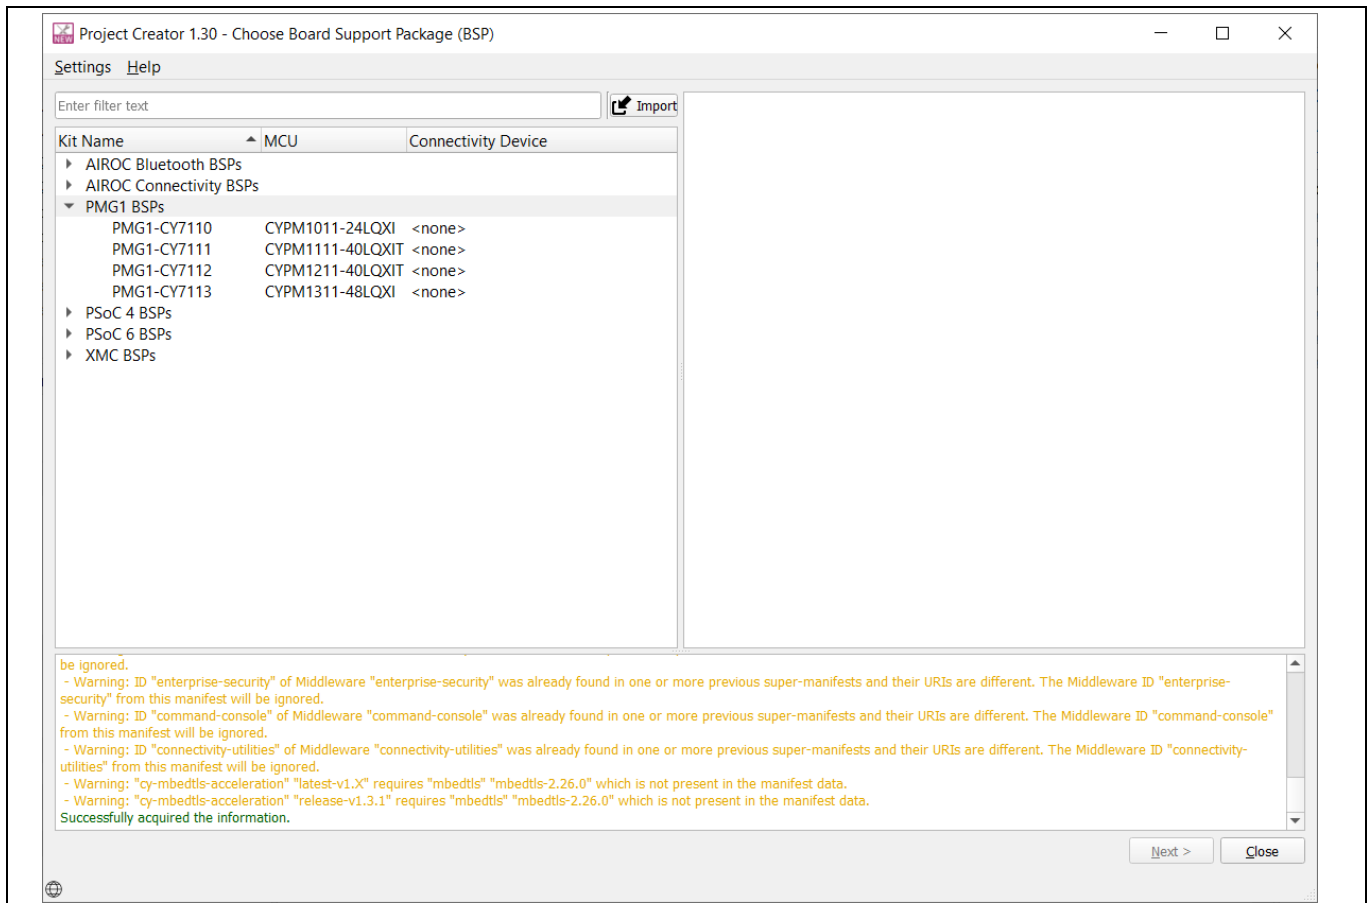 NEW
Project Creator 1.30 - Choose Board Support Package (BSP)
Settings Help
Enter filter text
Import
Kit Name MCU Connectivity Device
AIROC Bluetooth BSPs
AIROC Connectivity BSPs
PMG1 BSPs
PMG1-CY7110 CYPM1011-24LQXI <none>
PMG1-CY7111 CYPM1111-40LQXIT <none>
PMG1-CY7112 CYPM1211-40LQXIT <none>
PMG1-CY7113 CYPM1311-48LQXI <none>
PSoC 4 BSPs
PSoC 6 BSPs
XMC BSPs
be ignored.
- Warning: ID "enterprise-security" of Middleware "enterprise-security" was already found in one or more previous super-manifests and their URIs are different. The Middleware ID "enterprise-
security" from this manifest will be ignored.
- Warning: ID "command-console" of Middleware "command-console" was already found in one or more previous super-manifests and their URIs are different. The Middleware ID "command-console"
from this manifest will be ignored.
- Warning: ID "connectivity-utilities" of Middleware "connectivity-utilities" was already found in one or more previous super-manifests and their URIs are different. The Middleware ID "connectivity-
utilities" from this manifest will be ignored.
- Warning: "cy-mbedtls-acceleration" "latest-v1.X" requires "mbedtls" "mbedtls-2.26.0" which is not present in the manifest data.
- Warning: "cy-mbedtls-acceleration" "release-v1.3.1" requires "mbedtls" "mbedtls-2.26.0" which is not present in the manifest data.
Successfully acquired the information.
Next > Close